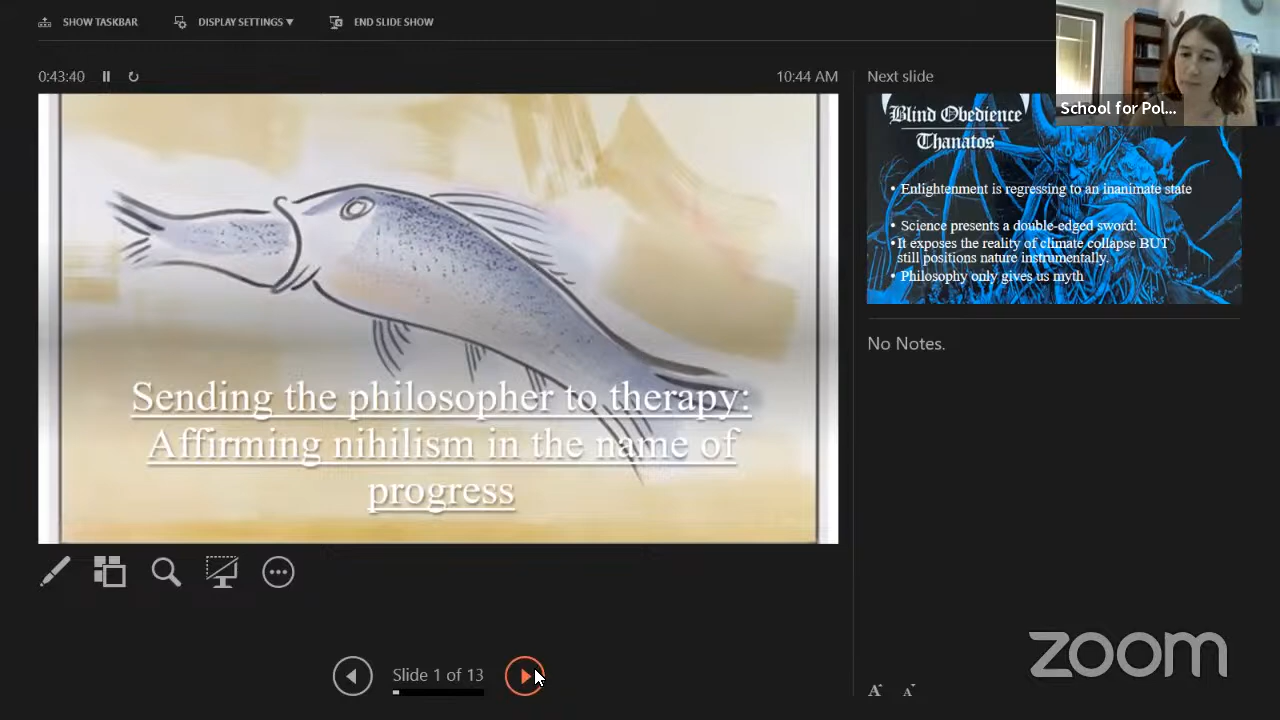 SHOW TASKBAR
DISPLAY SETTINGS ▼
END SLIDE SHOW
0:43:40
10:44 AM
Next slide
School for Pol...
Sending the philosopher to therapy:
Affirming nihilism in the name of
progress
Blind Obedience
Thanatos
• Enlightenment is regressing to an inanimate state
• Science presents a double-edged sword:
• It exposes the reality of climate collapse BUT
still positions nature instrumentally.
• Philosophy only gives us myth
No Notes.
Slide 1 of 13
A A
zoom